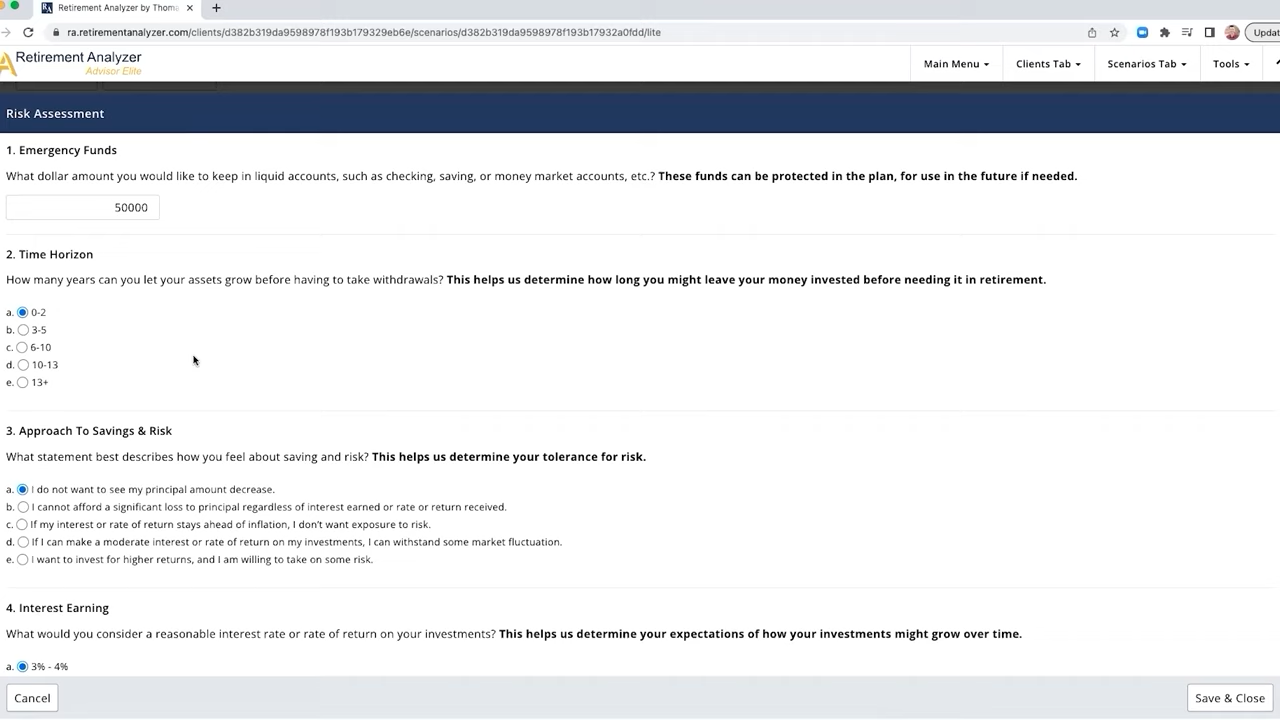 Retirement Analyzer by Thoma
ra.retirementanalyzer.com/clients/d382b319da9598978f193b179329eb6e/scenarios/d382b319da9598978f193b17932a0fdd/lite
Updat
Retirement Analyzer
Advisor Elite
Main Menu
Clients Tab
Scenarios Tab
Tools
Risk Assessment
1. Emergency Funds
What dollar amount you would like to keep in liquid accounts, such as checking, saving, or money market accounts, etc.? These funds can be protected in the plan, for use in the future if needed.
50000
2. Time Horizon
How many years can you let your assets grow before having to take withdrawals? This helps us determine how long you might leave your money invested before needing it in retirement.
a. 0-2
b. 3-5
c. 6-10
d. 10-13
e. 13+
3. Approach To Savings & Risk
What statement best describes how you feel about saving and risk? This helps us determine your tolerance for risk.
a. I do not want to see my principal amount decrease.
b. I cannot afford a significant loss to principal regardless of interest earned or rate or return received.
c. If my interest or rate of return stays ahead of inflation, I don't want exposure to risk.
d. If I can make a moderate interest or rate of return on my investments, I can withstand some market fluctuation.
e. I want to invest for higher returns, and I am willing to take on some risk.
4. Interest Earning
What would you consider a reasonable interest rate or rate of return on your investments? This helps us determine your expectations of how your investments might grow over time.
a. 3% - 4%
Cancel
Save & Close